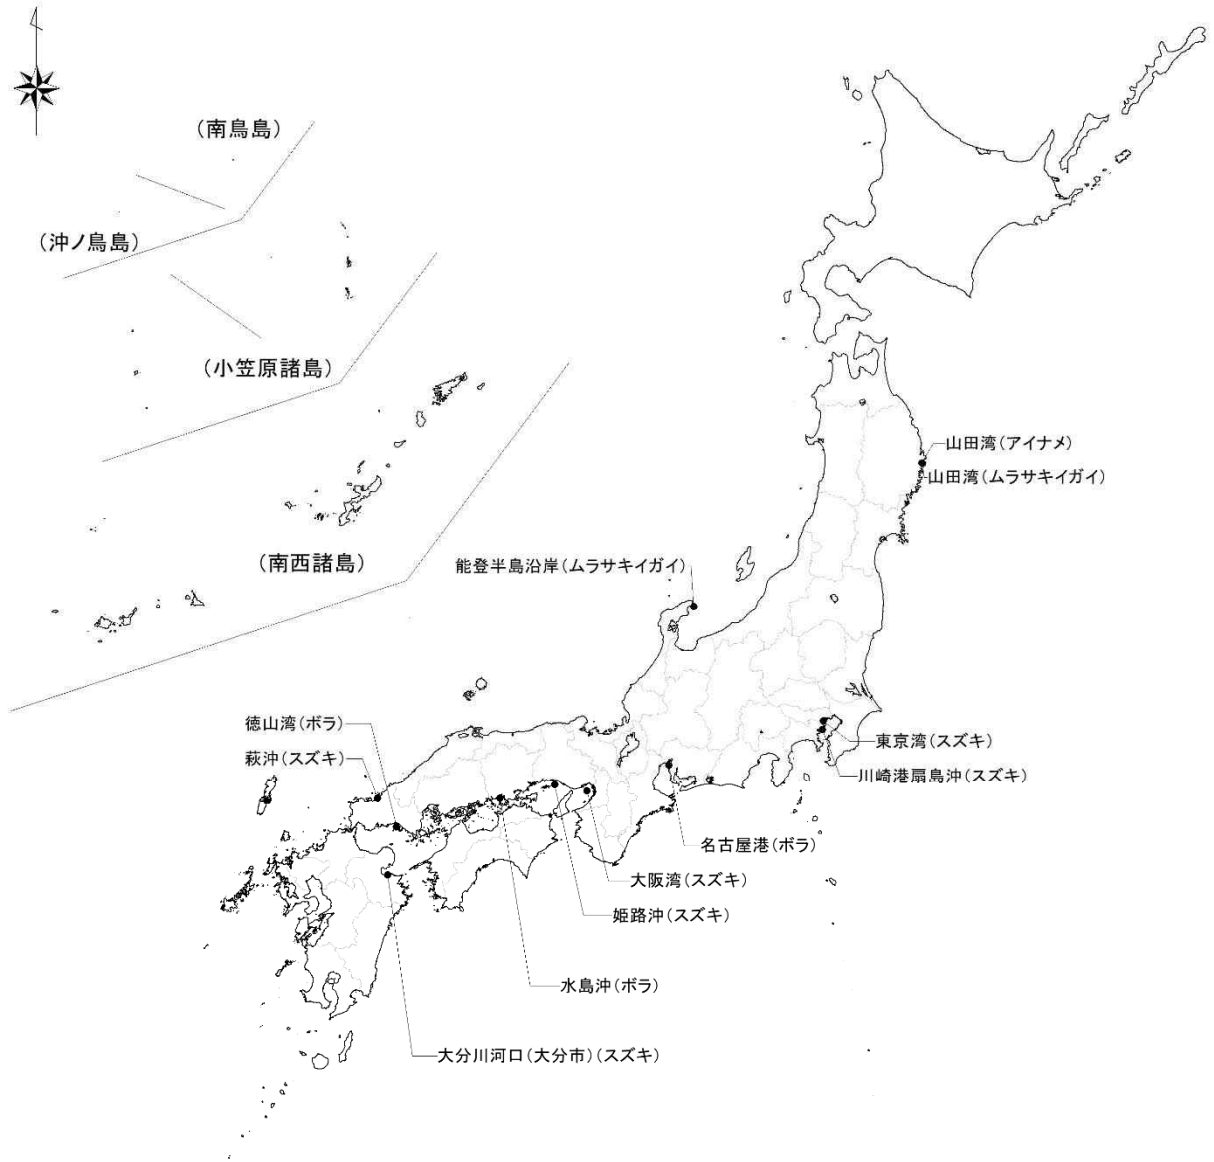 (南鳥島)
(沖ノ鳥島)
(小笠原諸島)
山田湾(アイナメ)
山田湾(ムラサキイガイ)
(南西諸島)
能登半島沿岸(ムラサキイガイ)
徳山湾(ボラ)
東京湾(スズキ)
萩沖(スズキ)
川崎港扇島沖(スズキ)
名古屋港(ボラ)
大阪湾(スズキ)
姫路沖(スズキ)
水島沖(ボラ)
大分川河口(大分市)(スズキ)